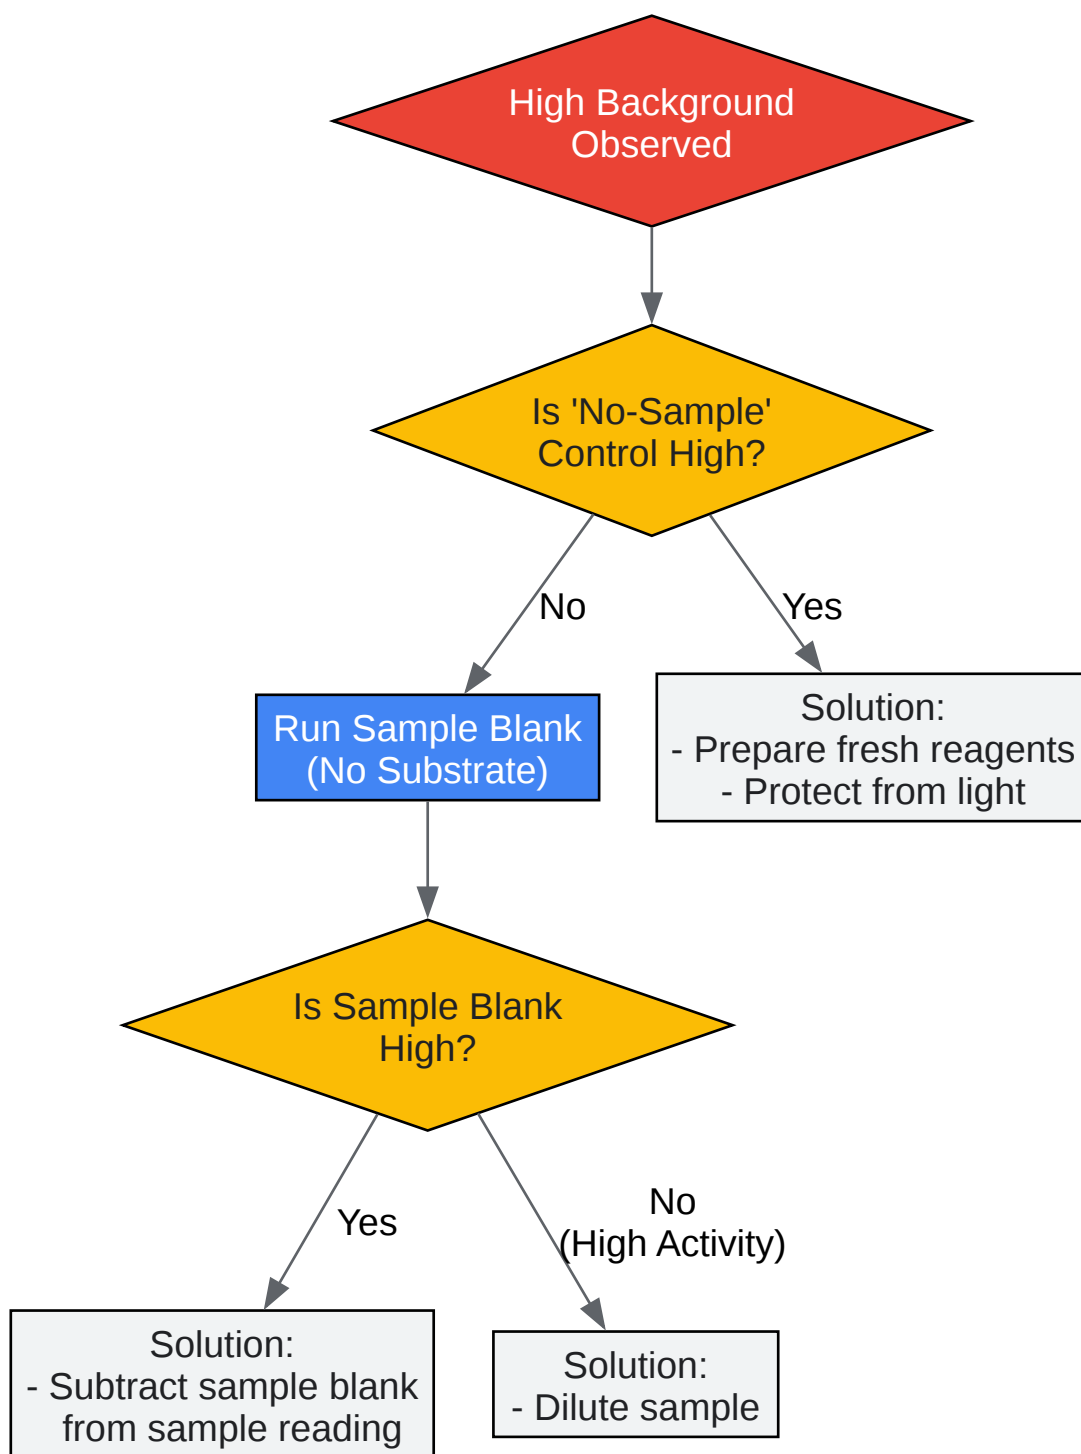 High Background
Observed
Is 'No-Sample'
Control High?
No
Yes
Run Sample Blank
(No Substrate)
Solution:
- Prepare fresh reagents
- Protect from light
Is Sample Blank
High?
Yes
No
(High Activity)
Solution:
- Subtract sample blank
from sample reading
Solution:
- Dilute sample